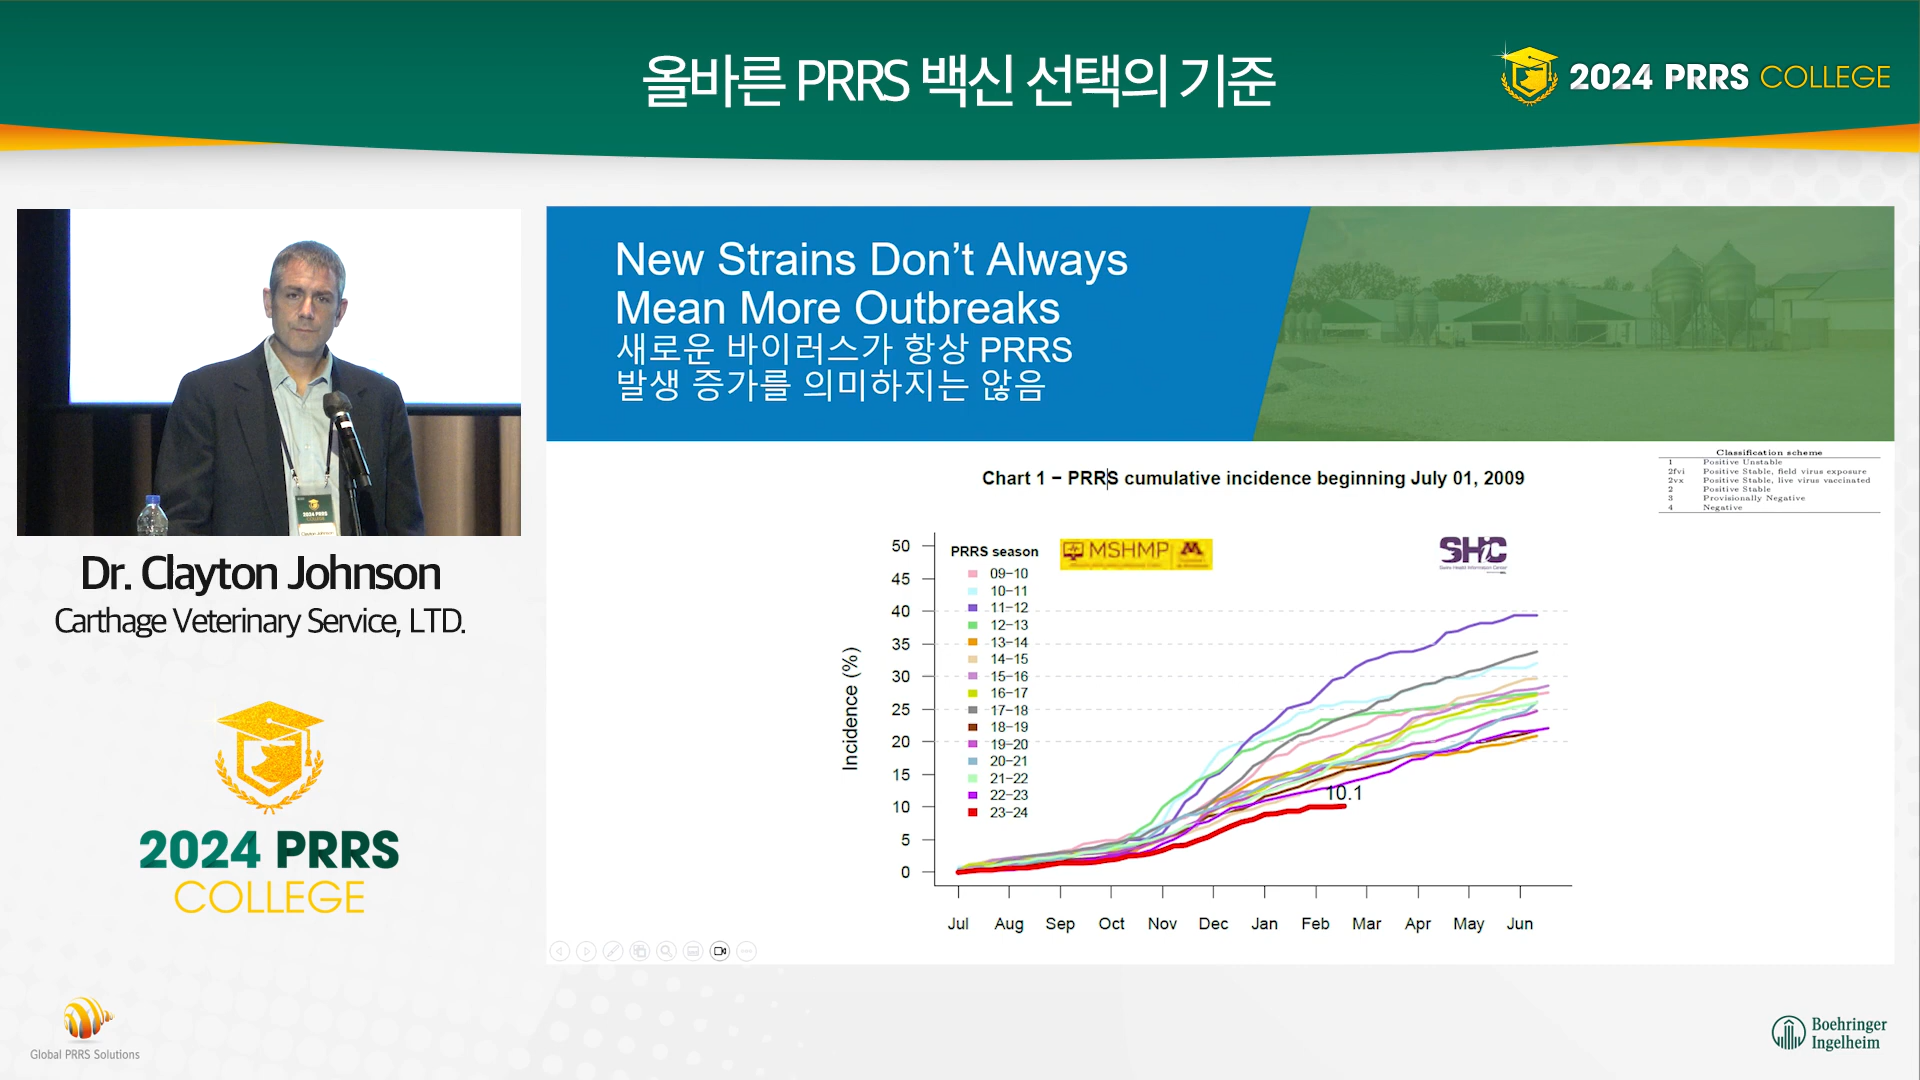 올바른 PRRS 백신 선택의 기준
2024 PRRS COLLEGE
New Strains Don’t Always
Mean More Outbreaks
새로운 바이러스가 항상 PRRS
발생 증가를 의미하지는 않음
Classification scheme
1 Positive Unstable
2fvi Positive Stable, field virus exposure
2vx Positive Stable, live virus vaccinated
2 Positive Stable
3 Provisionally Negative
4 Negative
Chart 1 − PRRS cumulative incidence beginning July 01, 2009
PRRS season
MSHMP
SHiC
Swine Health Information Center
09−10
10−11
11−12
12−13
13−14
14−15
15−16
16−17
17−18
18−19
19−20
20−21
21−22
22−23
23−24
Incidence (%)
50
45
40
35
30
25
20
15
10
5
0
10.1
Jul Aug Sep Oct Nov Dec Jan Feb Mar Apr May Jun
2024 PRRS
COLLEGE
Dr. Clayton Johnson
Carthage Veterinary Service, LTD.
2024 PRRS
COLLEGE
Global PRRS Solutions
Boehringer
Ingelheim